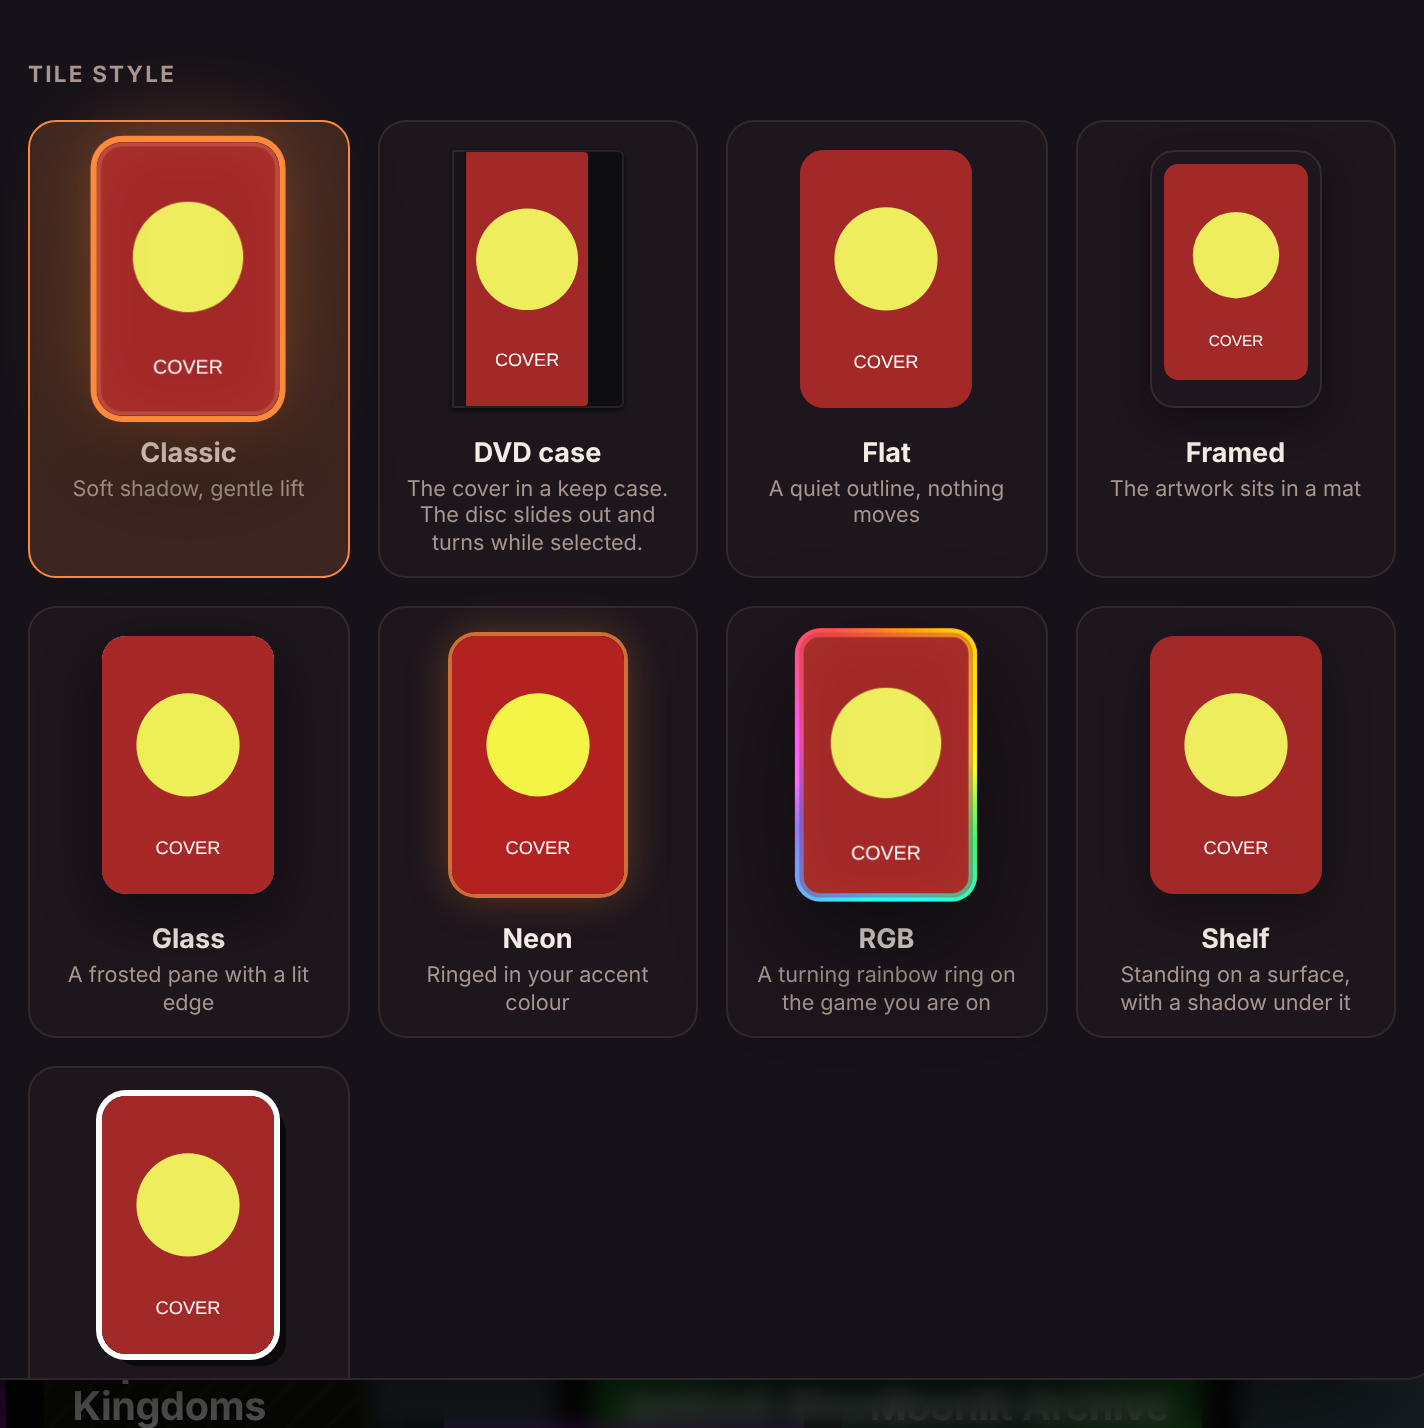 TILE STYLE
COVER
Classic
Soft shadow, gentle lift
COVER
DVD case
The cover in a keep case.
The disc slides out and
turns while selected.
COVER
Flat
A quiet outline, nothing
moves
COVER
Framed
The artwork sits in a mat
COVER
Glass
A frosted pane with a lit
edge
COVER
Neon
Ringed in your accent
colour
COVER
RGB
A turning rainbow ring on
the game you are on
COVER
Shelf
Standing on a surface,
with a shadow under it
COVER
Kingdoms
Moonlit Archive